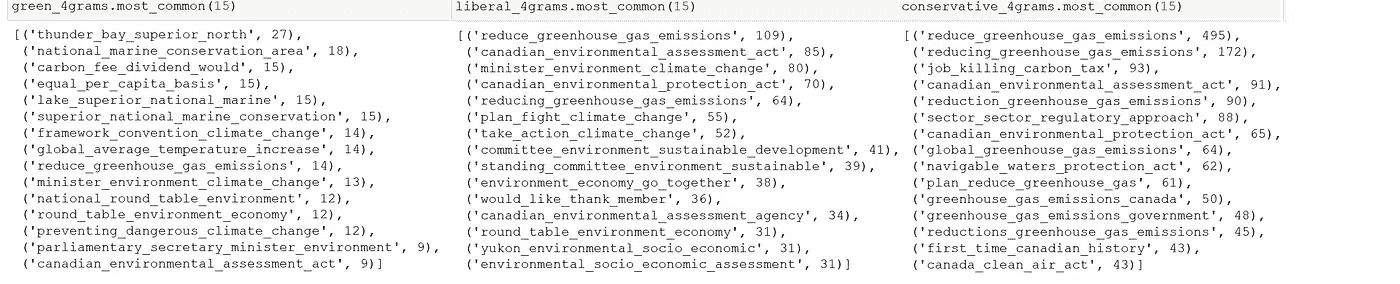 green_4grams.most_common(15)
[('thunder_bay_superior_north', 27),
('national_marine_conservation_area', 18),
('carbon_fee_dividend_would', 15),
('equal_per_capita_basis', 15),
('lake_superior_national_marine', 15),
('superior_national_marine_conservation', 15),
('framework_convention_climate_change', 14),
('global_average_temperature_increase', 14),
('reduce_greenhouse_gas_emissions', 14),
('minister_environment_climate_change', 13),
('national_round_table_environment', 12),
('round_table_environment_economy', 12),
('preventing_dangerous_climate_change', 12),
('parliamentary_secretary_minister_environment', 9),
('canadian_environmental_assessment_act', 9)]
liberal_4grams.most_common(15)
[('reduce_greenhouse_gas_emissions', 109),
('canadian_environmental_assessment_act', 85),
('minister_environment_climate_change', 80),
('canadian_environmental_protection_act', 70),
('reducing_greenhouse_gas_emissions', 64),
('plan_fight_climate_change', 55),
('take_action_climate_change', 52),
('committee_environment_sustainable_development', 41),
('standing_committee_environment_sustainable', 39),
('environment_economy_go_together', 38),
('would_like_thank_member', 36),
('canadian_environmental_assessment_agency', 34),
('round_table_environment_economy', 31),
('yukon_environmental_socio_economic', 31),
('environmental_socio_economic_assessment', 31)]
conservative_4grams.most_common(15)
[('reduce_greenhouse_gas_emissions', 495),
('reducing_greenhouse_gas_emissions', 172),
('job_killing_carbon_tax', 93),
('canadian_environmental_assessment_act', 91),
('reduction_greenhouse_gas_emissions', 90),
('sector_sector_regulatory_approach', 88),
('canadian_environmental_protection_act', 65),
('global_greenhouse_gas_emissions', 64),
('navigable_waters_protection_act', 62),
('plan_reduce_greenhouse_gas', 61),
('greenhouse_gas_emissions_canada', 50),
('greenhouse_gas_emissions_government', 48),
('reductions_greenhouse_gas_emissions', 45),
('first_time_canadian_history', 43),
('canada_clean_air_act', 43)]